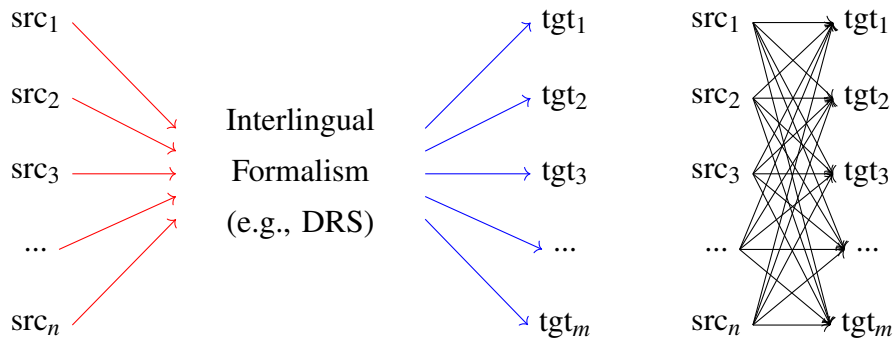 src₁ tgt₁ src₁ tgt₁
src₂ tgt₂ src₂ tgt₂
Interlingual
src₃ Formalism tgt₃ src₃ tgt₃
(e.g., DRS)
... ... ... ...
srcₙ tgtₘ srcₙ tgtₘ